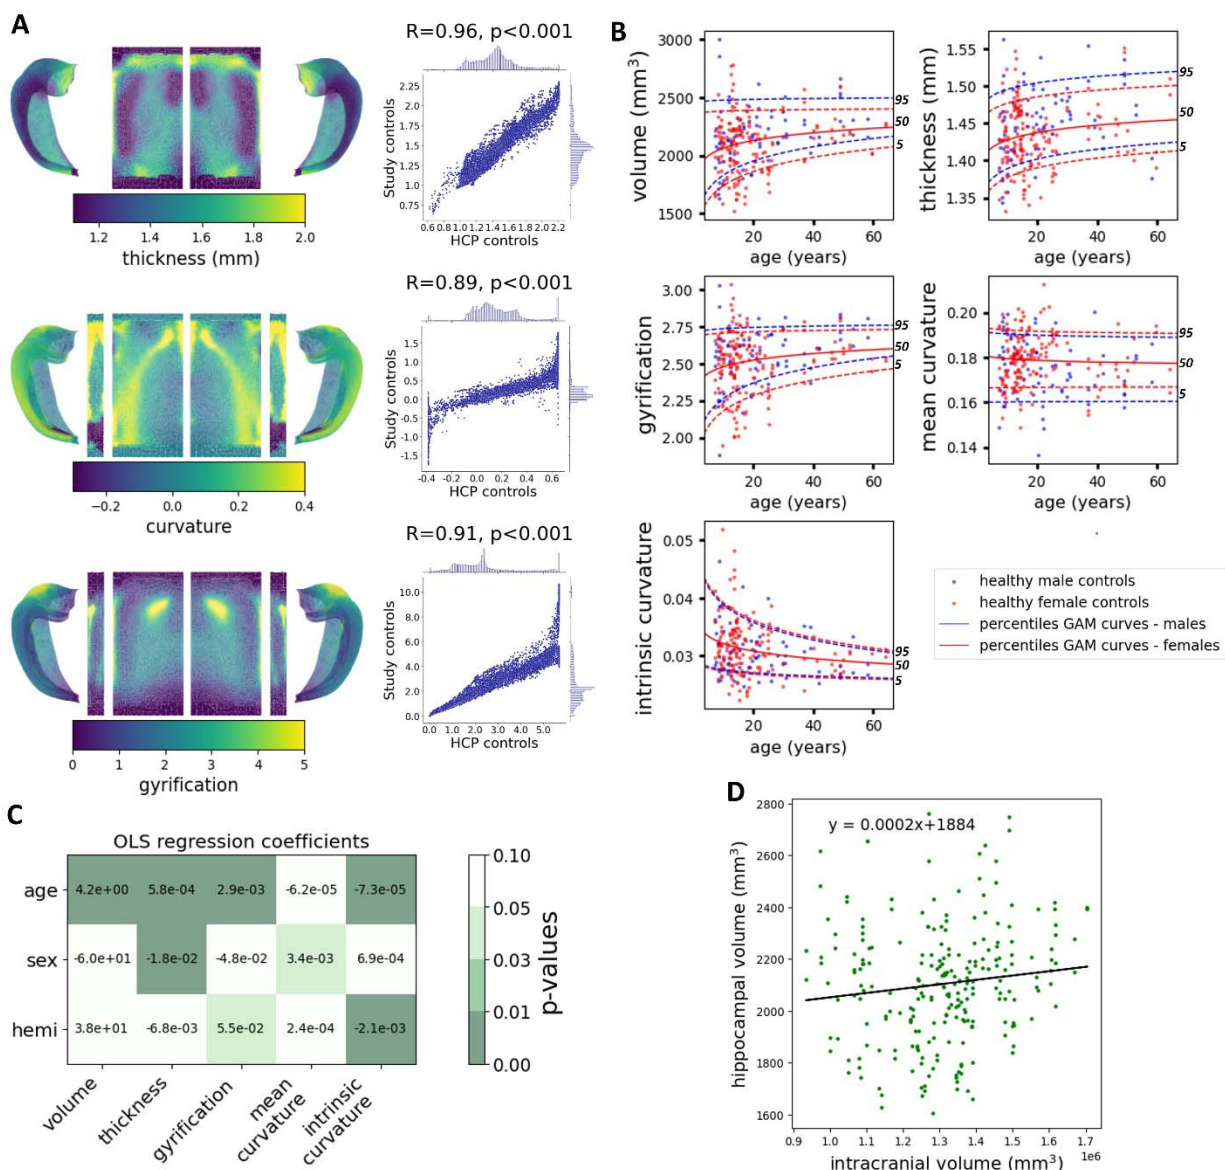 A
R=0.96, p<0.001
2.25
2.00
1.75
1.50
1.25
1.0
0.75
Study controls
0.6 0.8 1.0 1.2 1.4 1.6 1.8 2.0 2.2
HCP controls
1.2 1.4 1.6 1.8 2.0
thickness (mm)
R=0.89, p<0.001
1.5
1.0
0.5
0.0
-0.5
-1.0
-1.5
Study controls
-0.4 -0.2 0.0 0.2 0.4 0.6
HCP controls
−0.2 0.0 0.2 0.4
curvature
R=0.91, p<0.001
10.0
8.0
6.0
4.0
2.0
0.0
Study controls
0.0 1.0 2.0 3.0 4.0 5.0
HCP controls
0 1 2 3 4 5
gyrification
B
volume (mm³)
3000
2500
2000
1500
95
50
5
20 40 60
age (years)
thickness (mm)
1.55
1.50
1.45
1.40
1.35
95
50
5
20 40 60
age (years)
gyrification
3.00
2.75
2.50
2.25
2.00
95
50
5
20 40 60
age (years)
mean curvature
0.20
0.18
0.16
0.14
95
50
5
20 40 60
age (years)
intrinsic curvature
0.05
0.04
0.03
95
50
5
20 40 60
age (years)
healthy male controls
healthy female controls
percentiles GAM curves - males
percentiles GAM curves - females
C
OLS regression coefficients
age 4.2e+00 5.8e-04 2.9e-03 -6.2e-05 -7.3e-05
sex -6.0e+01 -1.8e-02 -4.8e-02 3.4e-03 6.9e-04
hemi 3.8e+01 -6.8e-03 5.5e-02 2.4e-04 -2.1e-03
volume
thickness
gyrification
mean
curvature
intrinsic
curvature
0.10
0.05
0.03
0.01
0.00
p-values
D
y = 0.0002x+1884
2800
2600
2400
2200
2000
1800
1600
hippocampal volume (mm³)
0.9 1.0 1.1 1.2 1.3 1.4 1.5 1.6 1.7
1e6
intracranial volume (mm³)